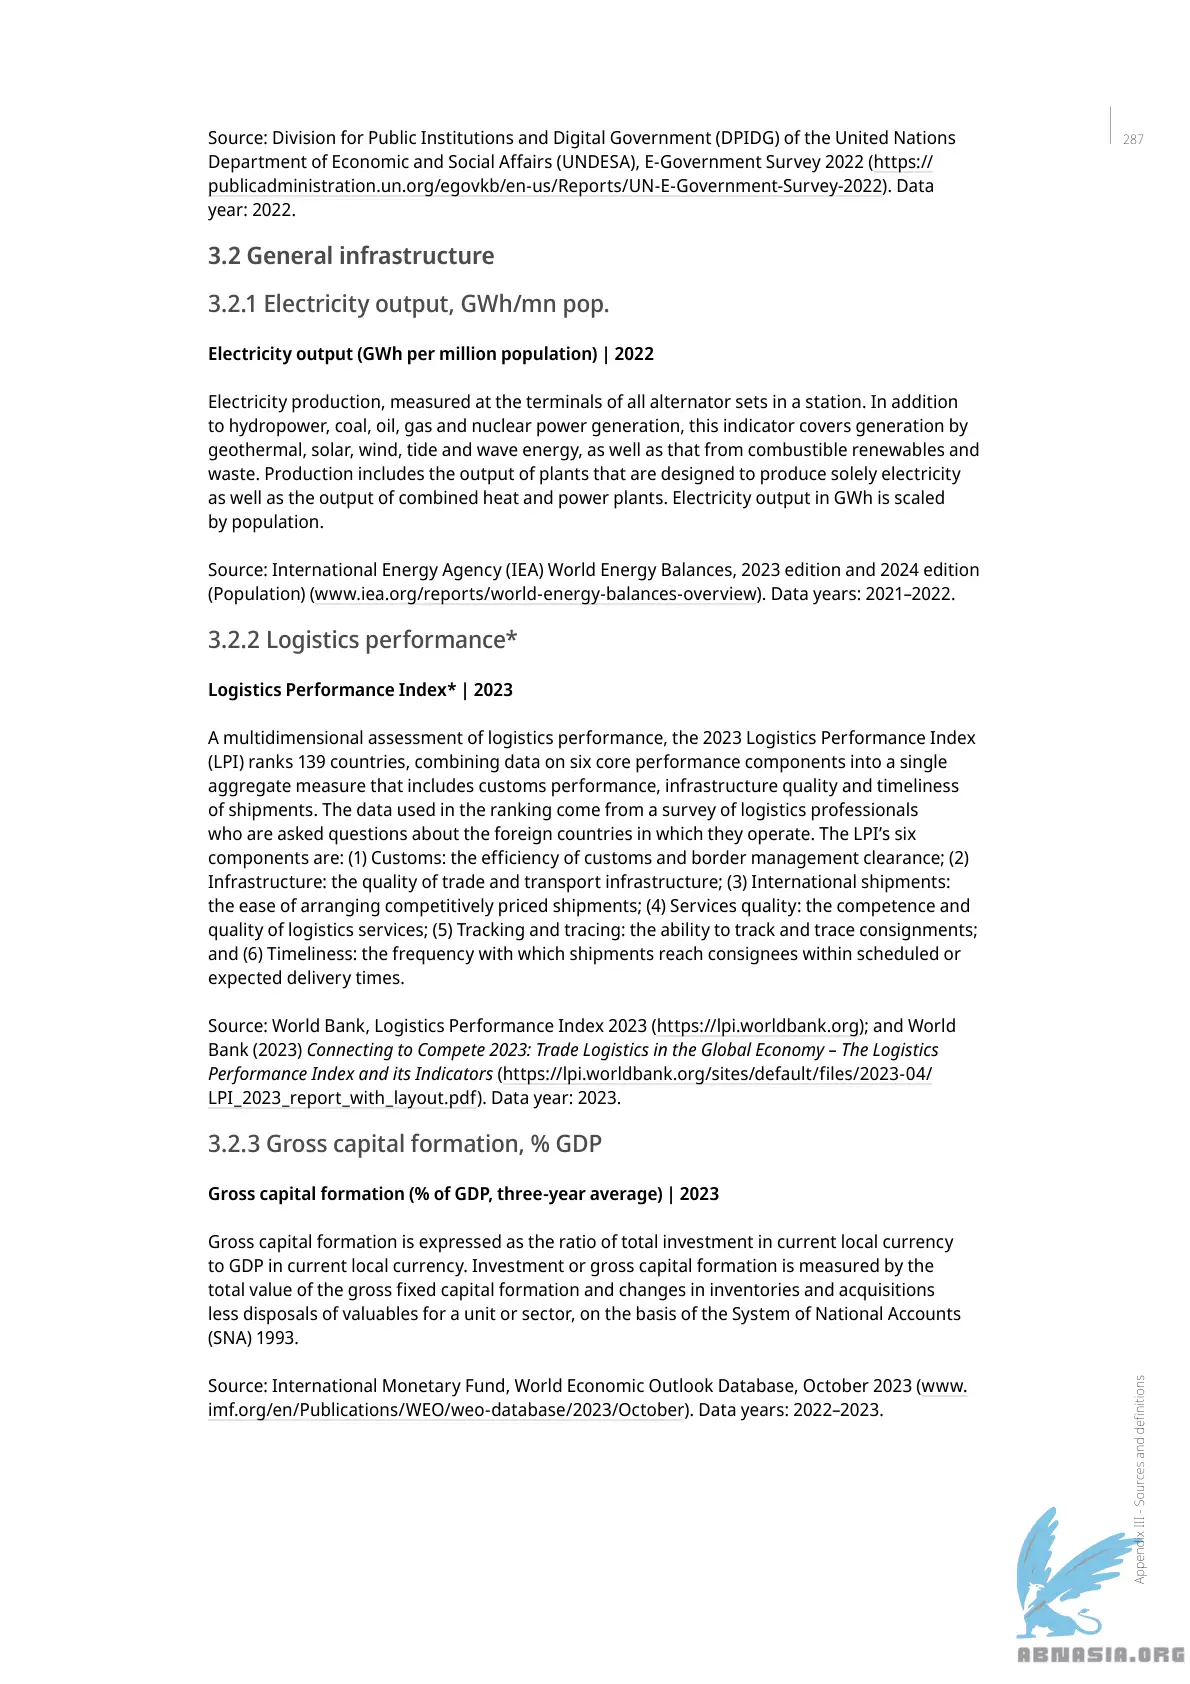 287
Source: Division for Public Institutions and Digital Government (DPIDG) of the United Nations
Department of Economic and Social Affairs (UNDESA), E-Government Survey 2022 (https://
publicadministration.un.org/egovkb/en-us/Reports/UN-E-Government-Survey-2022). Data
year: 2022.
3.2 General infrastructure
3.2.1 Electricity output, GWh/mn pop.
Electricity output (GWh per million population) | 2022
Electricity production, measured at the terminals of all alternator sets in a station. In addition
to hydropower, coal, oil, gas and nuclear power generation, this indicator covers generation by
geothermal, solar, wind, tide and wave energy, as well as that from combustible renewables and
waste. Production includes the output of plants that are designed to produce solely electricity
as well as the output of combined heat and power plants. Electricity output in GWh is scaled
by population.
Source: International Energy Agency (IEA) World Energy Balances, 2023 edition and 2024 edition
(Population) (www.iea.org/reports/world-energy-balances-overview). Data years: 2021–2022.
3.2.2 Logistics performance*
Logistics Performance Index* | 2023
A multidimensional assessment of logistics performance, the 2023 Logistics Performance Index
(LPI) ranks 139 countries, combining data on six core performance components into a single
aggregate measure that includes customs performance, infrastructure quality and timeliness
of shipments. The data used in the ranking come from a survey of logistics professionals
who are asked questions about the foreign countries in which they operate. The LPI’s six
components are: (1) Customs: the efficiency of customs and border management clearance; (2)
Infrastructure: the quality of trade and transport infrastructure; (3) International shipments:
the ease of arranging competitively priced shipments; (4) Services quality: the competence and
quality of logistics services; (5) Tracking and tracing: the ability to track and trace consignments;
and (6) Timeliness: the frequency with which shipments reach consignees within scheduled or
expected delivery times.
Source: World Bank, Logistics Performance Index 2023 (https://lpi.worldbank.org); and World
Bank (2023) Connecting to Compete 2023: Trade Logistics in the Global Economy – The Logistics
Performance Index and its Indicators (https://lpi.worldbank.org/sites/default/files/2023-04/
LPI_2023_report_with_layout.pdf). Data year: 2023.
3.2.3 Gross capital formation, % GDP
Gross capital formation (% of GDP, three-year average) | 2023
Gross capital formation is expressed as the ratio of total investment in current local currency
to GDP in current local currency. Investment or gross capital formation is measured by the
total value of the gross fixed capital formation and changes in inventories and acquisitions
less disposals of valuables for a unit or sector, on the basis of the System of National Accounts
(SNA) 1993.
Source: International Monetary Fund, World Economic Outlook Database, October 2023 (www.
imf.org/en/Publications/WEO/weo-database/2023/October). Data years: 2022–2023.
Appendix III - Sources and definitions
ABNASIA.ORG